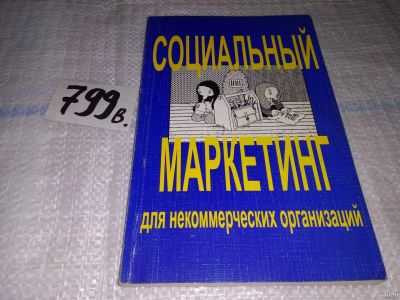 СОЦИАЛЬНЫЙ
МАРКЕТИНГ
для некоммерческих организаций
799в.